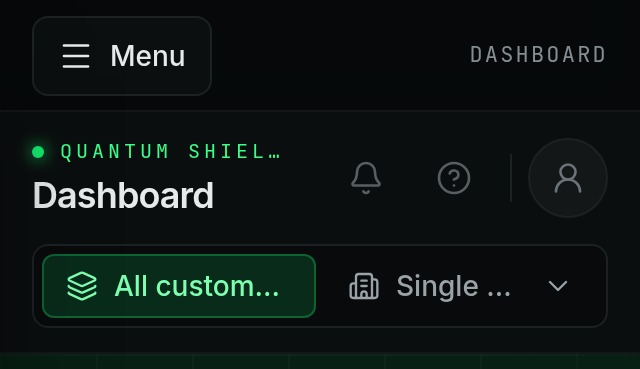 Menu
DASHBOARD
QUANTUM SHIEL…
Dashboard
All custom...
Single ...